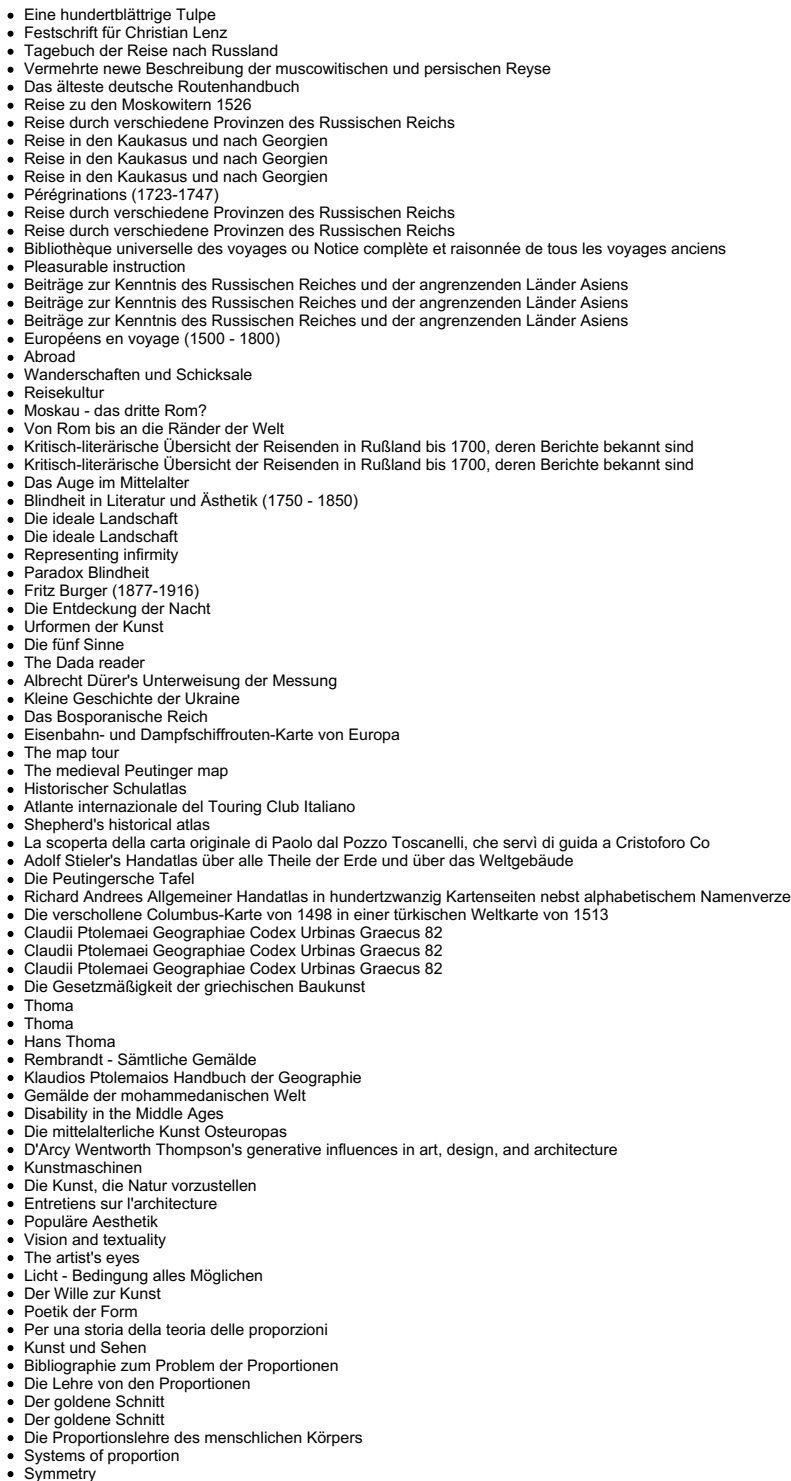 • Eine hundertblättrige Tulpe
• Festschrift für Christian Lenz
• Tagebuch der Reise nach Russland
• Vermehrte newe Beschreibung der muscowitischen und persischen Reyse
• Das älteste deutsche Routenhandbuch
• Reise zu den Moskowitern 1526
• Reise durch verschiedene Provinzen des Russischen Reichs
• Reise in den Kaukasus und nach Georgien
• Reise in den Kaukasus und nach Georgien
• Reise in den Kaukasus und nach Georgien
• Pérégrinations (1723-1747)
• Reise durch verschiedene Provinzen des Russischen Reichs
• Reise durch verschiedene Provinzen des Russischen Reichs
• Bibliothèque universelle des voyages ou Notice complète et raisonnée de tous les voyages anciens
• Pleasurable instruction
• Beiträge zur Kenntnis des Russischen Reiches und der angrenzenden Länder Asiens
• Beiträge zur Kenntnis des Russischen Reiches und der angrenzenden Länder Asiens
• Beiträge zur Kenntnis des Russischen Reiches und der angrenzenden Länder Asiens
• Européens en voyage (1500 - 1800)
• Abroad
• Wanderschaften und Schicksale
• Reisekultur
• Moskau - das dritte Rom?
• Von Rom bis an die Ränder der Welt
• Kritisch-literärische Übersicht der Reisenden in Rußland bis 1700, deren Berichte bekannt sind
• Kritisch-literärische Übersicht der Reisenden in Rußland bis 1700, deren Berichte bekannt sind
• Das Auge im Mittelalter
• Blindheit in Literatur und Ästhetik (1750 - 1850)
• Die ideale Landschaft
• Die ideale Landschaft
• Representing infirmity
• Paradox Blindheit
• Fritz Burger (1877-1916)
• Die Entdeckung der Nacht
• Urformen der Kunst
• Die fünf Sinne
• The Dada reader
• Albrecht Dürer's Unterweisung der Messung
• Kleine Geschichte der Ukraine
• Das Bosporanische Reich
• Eisenbahn- und Dampfschiffrouten-Karte von Europa
• The map tour
• The medieval Peutinger map
• Historischer Schulatlas
• Atlante internazionale del Touring Club Italiano
• Shepherd's historical atlas
• La scoperta della carta originale di Paolo dal Pozzo Toscanelli, che servì di guida a Cristoforo Co
• Adolf Stieler's Handatlas über alle Theile der Erde und über das Weltgebäude
• Die Peutingersche Tafel
• Richard Andrees Allgemeiner Handatlas in hundertzwanzig Kartenseiten nebst alphabetischem Namenverze
• Die verschollene Columbus-Karte von 1498 in einer türkischen Weltkarte von 1513
• Claudii Ptolemaei Geographiae Codex Urbinas Graecus 82
• Claudii Ptolemaei Geographiae Codex Urbinas Graecus 82
• Claudii Ptolemaei Geographiae Codex Urbinas Graecus 82
• Die Gesetzmäßigkeit der griechischen Baukunst
• Thoma
• Thoma
• Hans Thoma
• Rembrandt - Sämtliche Gemälde
• Klaudios Ptolemaios Handbuch der Geographie
• Gemälde der mohammedanischen Welt
• Disability in the Middle Ages
• Die mittelalterliche Kunst Osteuropas
• D'Arcy Wentworth Thompson's generative influences in art, design, and architecture
• Kunstmaschinen
• Die Kunst, die Natur vorzustellen
• Entretiens sur l'architecture
• Populäre Aesthetik
• Vision and textuality
• The artist's eyes
• Licht - Bedingung alles Möglichen
• Der Wille zur Kunst
• Poetik der Form
• Per una storia della teoria delle proporzioni
• Kunst und Sehen
• Bibliographie zum Problem der Proportionen
• Die Lehre von den Proportionen
• Der goldene Schnitt
• Der goldene Schnitt
• Die Proportionslehre des menschlichen Körpers
• Systems of proportion
• Symmetry